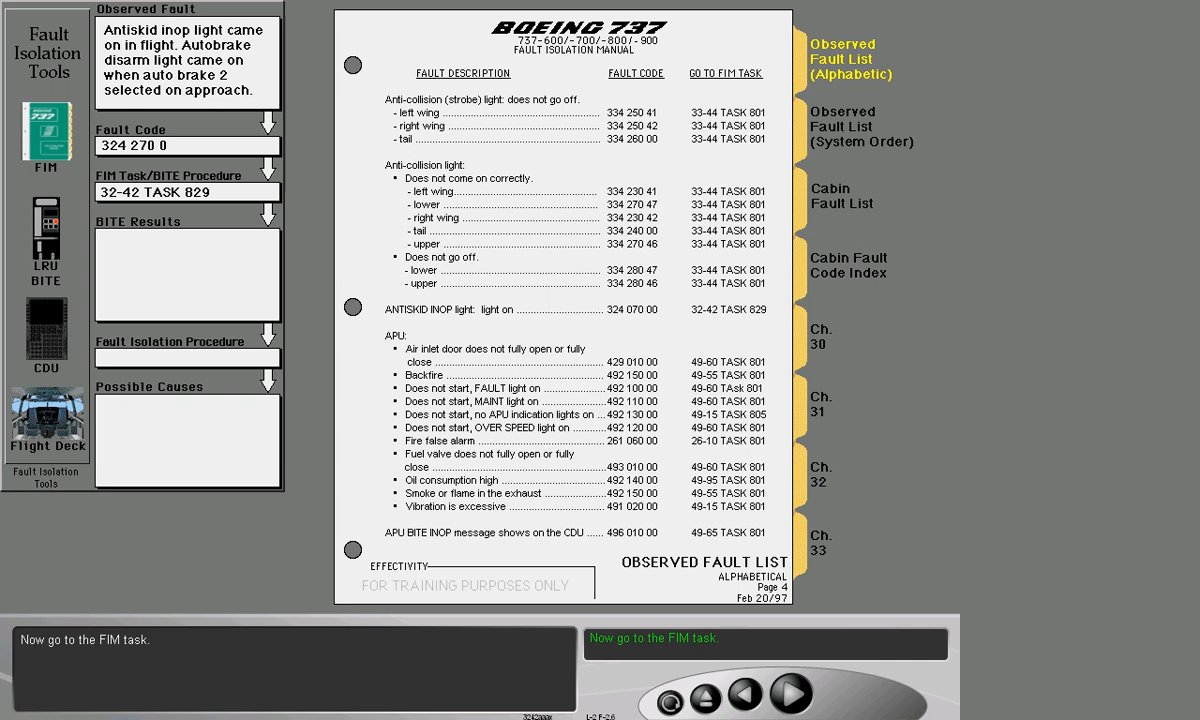 Fault
Isolation
Tools
FIM
LRU
BITE
CDU
Flight Deck
Fault Isolation
Tools
Observed Fault
Antiskid inop light came
on in flight. Autobrake
disarm light came on
when auto brake 2
selected on approach.
Fault Code
324 270 0
FIM Task/BITE Procedure
32-42 TASK 829
BITE Results
Fault Isolation Procedure
Possible Causes
BOEING 737
737-600/-700/-800/-900
FAULT ISOLATION MANUAL
FAULT DESCRIPTION FAULT CODE GO TO FIM TASK
Anti-collision (strobe) light: does not go off.
- left wing ............ 334 250 41 33-44 TASK 801
- right wing ............ 334 250 42 33-44 TASK 801
- tail ............ 334 260 00 33-44 TASK 801
Anti-collision light:
• Does not come on correctly.
- left wing............ 334 230 41 33-44 TASK 801
- lower ............ 334 270 47 33-44 TASK 801
- right wing ............ 334 230 42 33-44 TASK 801
- tail ............ 334 240 00 33-44 TASK 801
- upper ............ 334 270 46 33-44 TASK 801
• Does not go off.
- lower ............ 334 280 47 33-44 TASK 801
- upper ............ 334 280 46 33-44 TASK 801
ANTISKID INOP light: light on ............ 324 070 00 32-42 TASK 829
APU:
• Air inlet door does not fully open or fully
close ............ 429 010 00 49-60 TASK 801
• Backfire ............ 492 150 00 49-55 TASK 801
• Does not start, FAULT light on ............ 492 100 00 49-60 TAsk 801
• Does not start, MAINT light on ............ 492 110 00 49-60 TASK 801
• Does not start, no APU indication lights on ... 492 130 00 49-15 TASK 805
• Does not start, OVER SPEED light on ............ 492 120 00 49-60 TASK 801
• Fire false alarm ............ 261 060 00 26-10 TASK 801
• Fuel valve does not fully open or fully
close ............ 493 010 00 49-60 TASK 801
• Oil consumption high ............ 492 140 00 49-95 TASK 801
• Smoke or flame in the exhaust ............ 492 150 00 49-55 TASK 801
• Vibration is excessive ............ 491 020 00 49-15 TASK 801
APU BITE INOP message shows on the CDU ...... 496 010 00 49-65 TASK 801
EFFECTIVITY
FOR TRAINING PURPOSES ONLY
OBSERVED FAULT LIST
ALPHABETICAL
Page 4
Feb 20/97
Observed
Fault List
(Alphabetic)
Observed
Fault List
(System Order)
Cabin
Fault List
Cabin Fault
Code Index
Ch.
30
Ch.
31
Ch.
32
Ch.
33
Now go to the FIM task.
Now go to the FIM task.
L-2 F-2.6